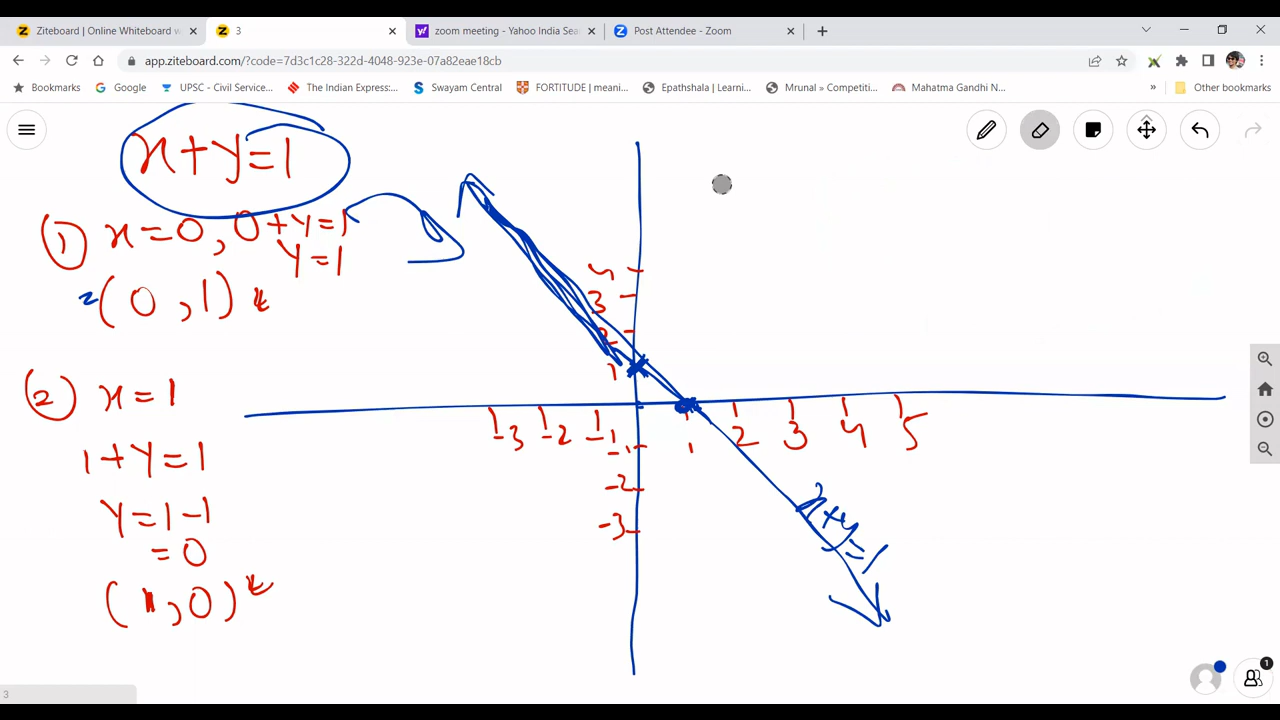 Ziteboard | Online Whiteboard w
3
zoom meeting - Yahoo India Sea
Post Attendee - Zoom
app.ziteboard.com/?code=7d3c1c28-322d-4048-923e-07a82eae18cb
Bookmarks
Google
UPSC - Civil Service...
The Indian Express:...
Swayam Central
FORTITUDE | meani...
Epathshala | Learni...
Mrunal » Competiti...
Mahatma Gandhi N...
»
Other bookmarks
x+y=1
(1) x=0, 0+y=1
y=1
(0,1)
(2) x=1
1+y=1
y=1-1
=0
(1,0)
4
3
2
1
-3 -2 -1 1 2 3 4 5
-1
-2
-3
x+y
=1
3
1